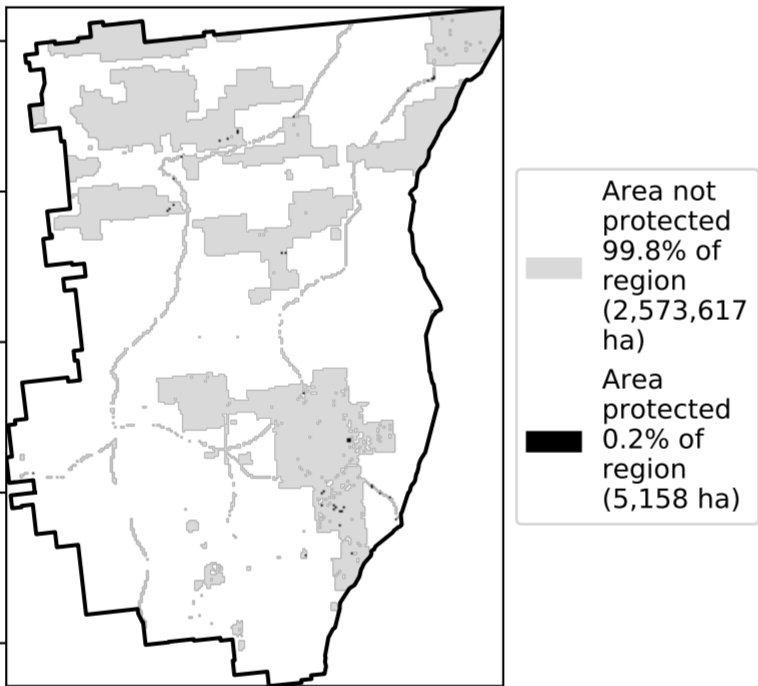 Area not
protected
99.8% of
region
(2,573,617
ha)
Area
protected
0.2% of
region
(5,158 ha)